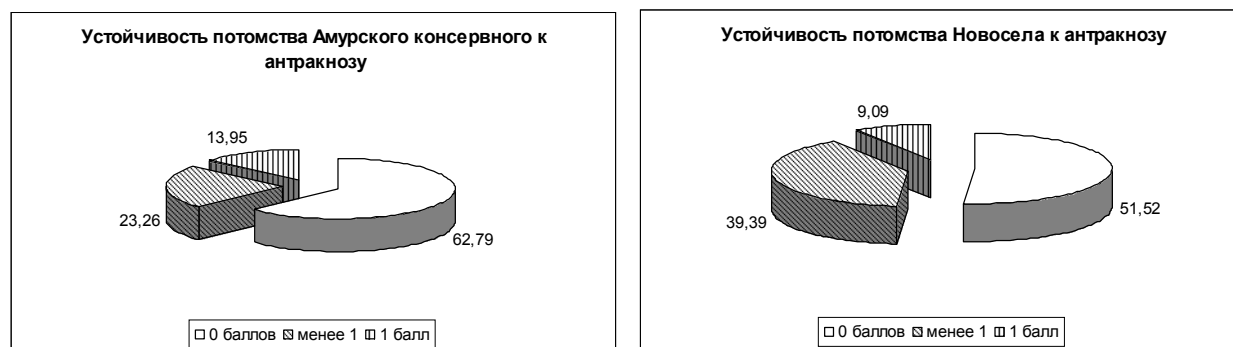 Устойчивость потомства Амурского консервного к
антракнозу
13,95
23,26
62,79
0 баллов менее 1 1 балл
Устойчивость потомства Новосела к антракнозу
9,09
39,39
51,52
0 баллов менее 1 1 балл